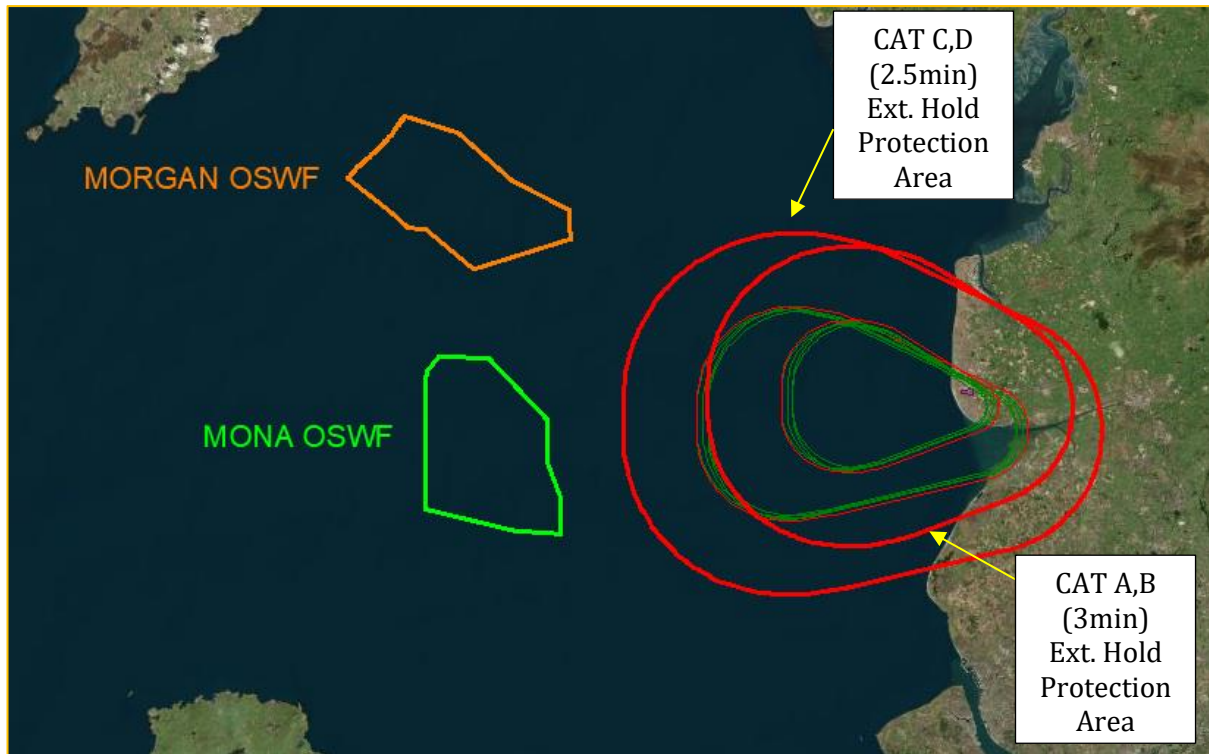 CAT C,D
(2.5min)
Ext. Hold
Protection
Area
MORGAN OSWF
MONA OSWF
CAT A,B
(3min)
Ext. Hold
Protection
Area